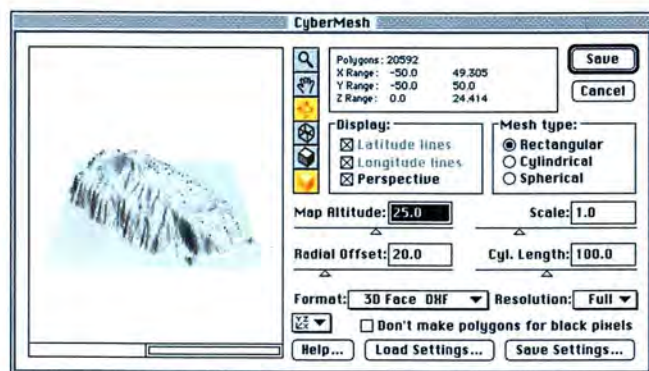 CyberMesh
Polygons: 20592
X Range: -50.0 49.305
Y Range: -50.0 50.0
Z Range: 0.0 24.414
Save
Cancel
Display:
Latitude lines
Longitude lines
Perspective
Mesh type:
Rectangular
Cylindrical
Spherical
Map Altitude: 25.0
Scale: 1.0
Radial Offset: 20.0
Cyl. Length: 100.0
Format: 3D Face DXF
Resolution: Full
YZ
ZX
Don't make polygons for black pixels
Help...
Load Settings...
Save Settings...